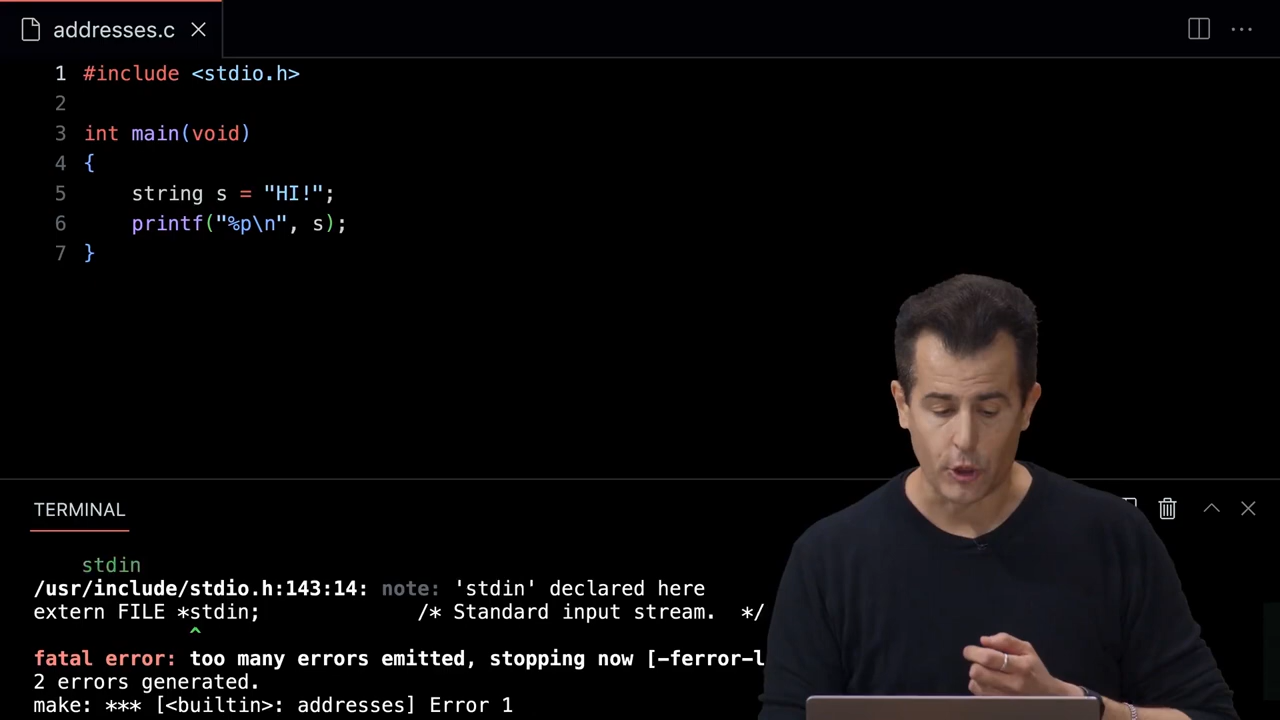 addresses.c
1 #include <stdio.h>
2
3 int main(void)
4 {
5 string s = "HI!";
6 printf("%p\n", s);
7 }
TERMINAL
stdin
/usr/include/stdio.h:143:14: note: 'stdin' declared here
extern FILE *stdin; /* Standard input stream. */
^
fatal error: too many errors emitted, stopping now [-ferror-l
2 errors generated.
make: *** [<builtin>: addresses] Error 1